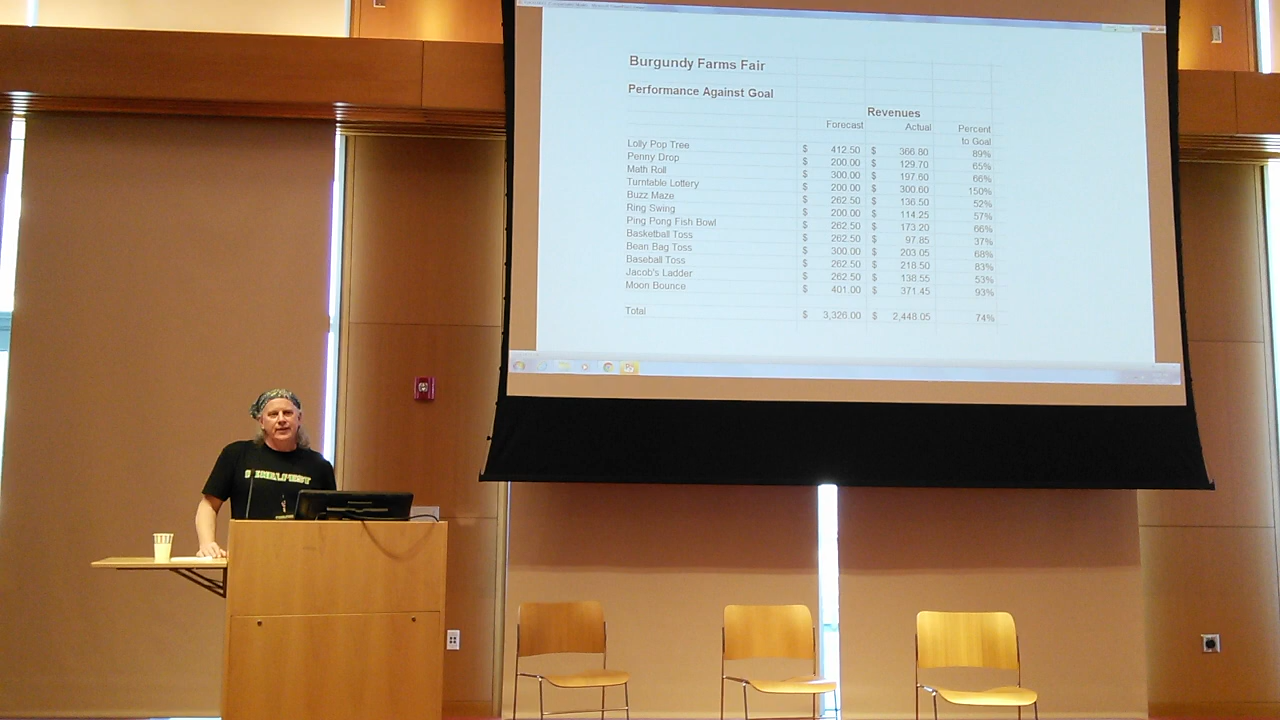 Burgundy Farms Fair
Performance Against Goal
Revenues
Forecast Actual Percent to Goal
Lolly Pop Tree $ 412.50 $ 366.80 89%
Penny Drop $ 200.00 $ 129.70 65%
Math Roll $ 300.00 $ 197.60 66%
Turntable Lottery $ 200.00 $ 300.60 150%
Buzz Maze $ 262.50 $ 136.50 52%
Ring Swing $ 200.00 $ 114.25 57%
Ping Pong Fish Bowl $ 262.50 $ 173.20 66%
Basketball Toss $ 262.50 $ 97.85 37%
Bean Bag Toss $ 300.00 $ 203.05 68%
Baseball Toss $ 262.50 $ 218.50 83%
Jacob's Ladder $ 262.50 $ 138.55 53%
Moon Bounce $ 401.00 $ 371.45 93%
Total $ 3,326.00 $ 2,448.05 74%